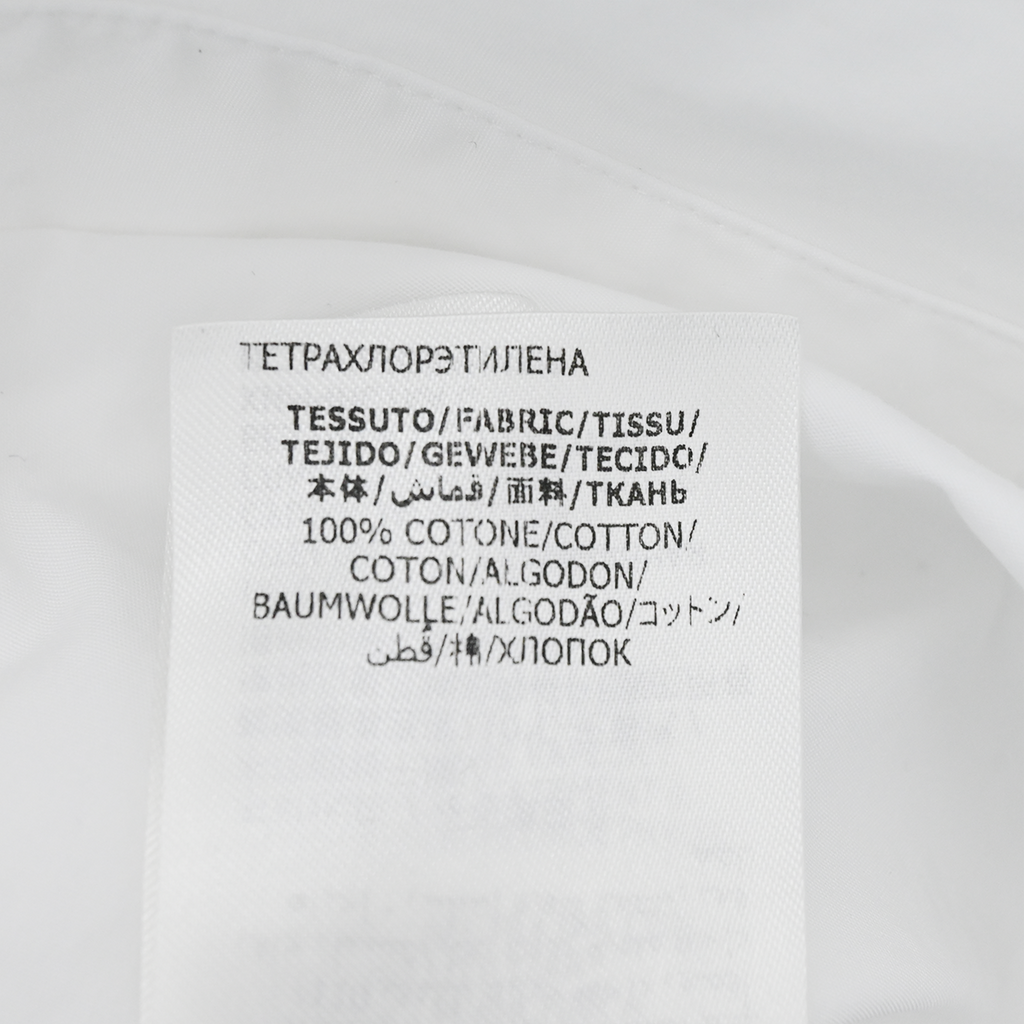 ТЕТРАХЛОРЭТИЛЕНА
TESSUTO/FABRIC/TISSU/
TEJIDO/GEWEBE/TECIDO/
本体/قماش/面料/ТКАНЬ
100% COTONE/COTTON/
COTON/ALGODON/
BAUMWOLLE/ALGODÃO/コットン/
قُطن/棉/ХЛОПОК